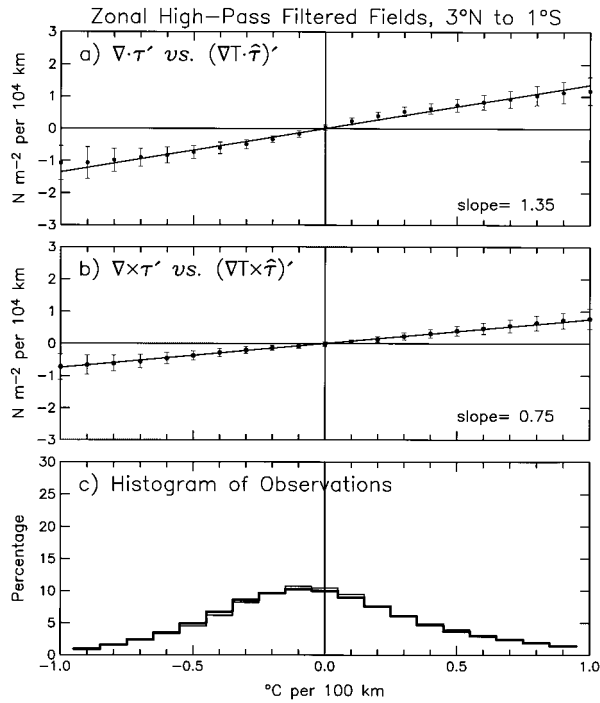 Zonal High-Pass Filtered Fields, 3°N to 1°S
3
2
1
0
-1
-2
-3
N m⁻² per 10⁴ km
a) ∇·τ′ vs. (∇T·τ̂)′
slope= 1.35
3
2
1
0
-1
-2
-3
N m⁻² per 10⁴ km
b) ∇×τ′ vs. (∇T×τ̂)′
slope= 0.75
30
25
20
15
10
5
0
Percentage
c) Histogram of Observations
-1.0 -0.5 0.0 0.5 1.0
°C per 100 km